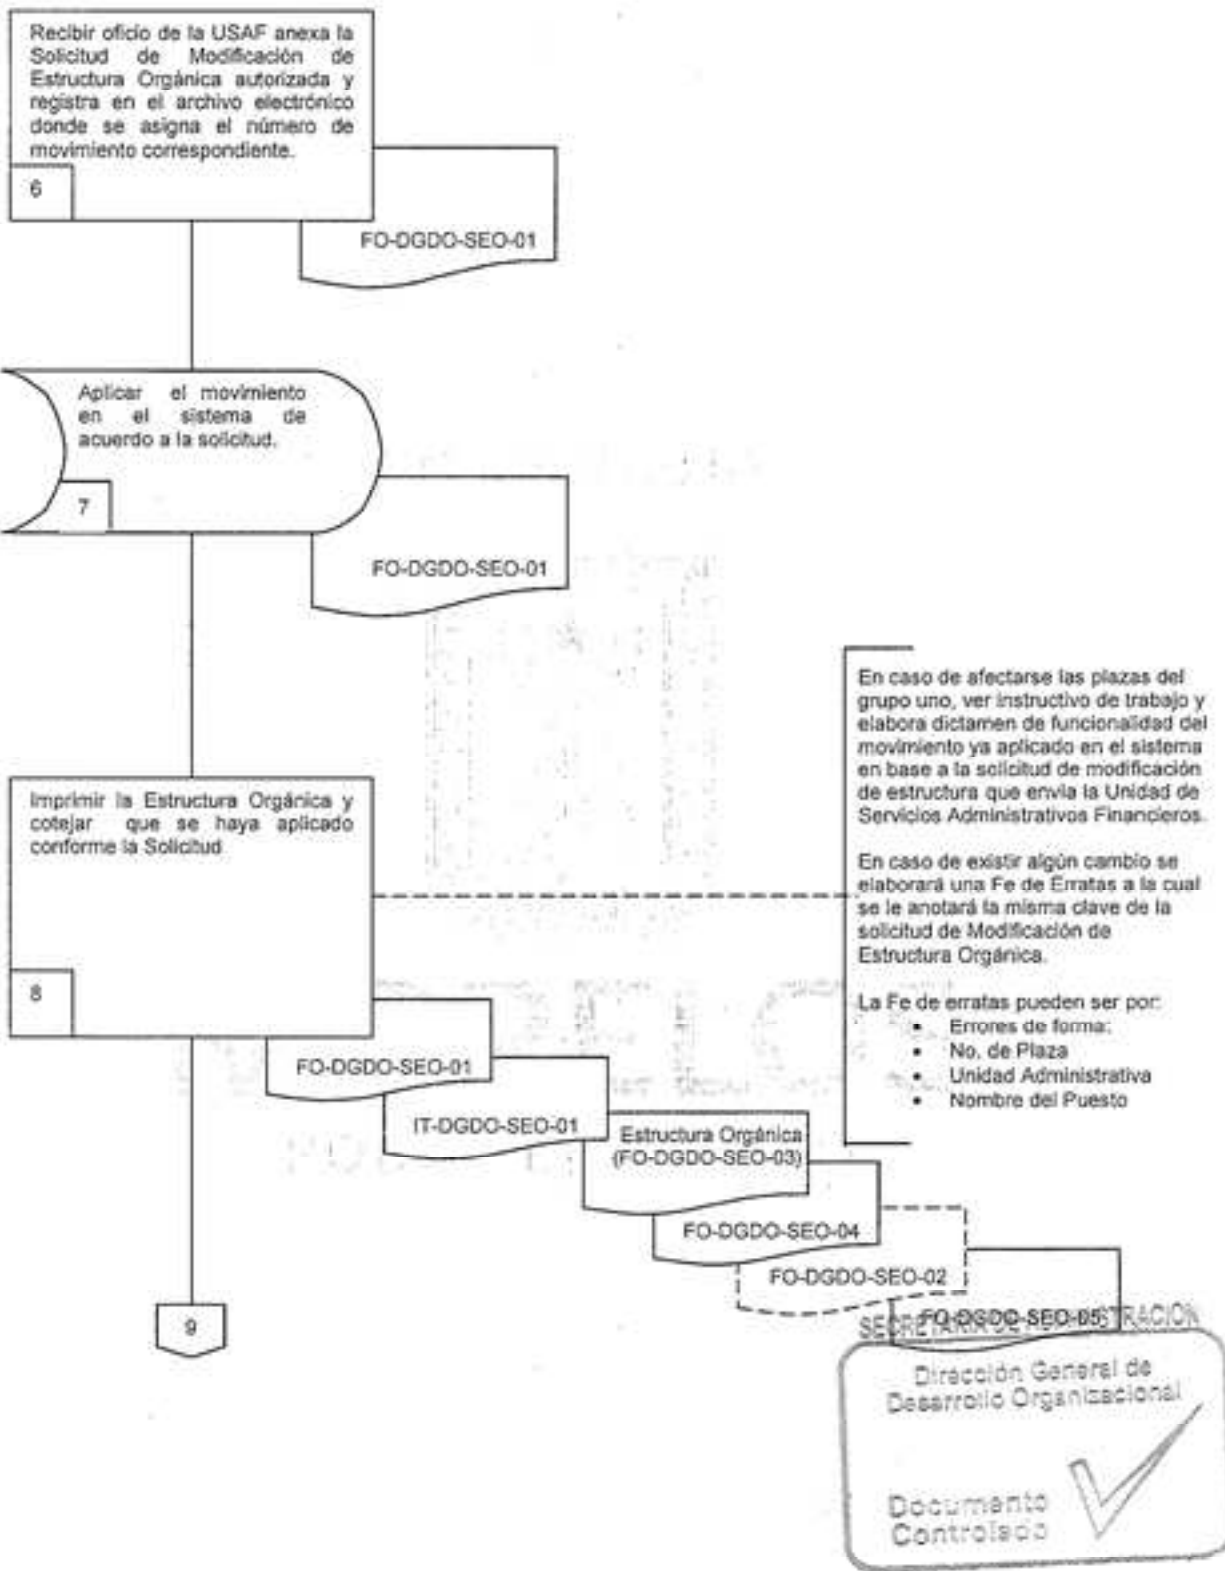 Recibir oficio de la USAF anexa la
Solicitud de Modificación de
Estructura Orgánica autorizada y
registra en el archivo electrónico
donde se asigna el número de
movimiento correspondiente.
6
FO-DGDO-SEO-01
Aplicar el movimiento
en el sistema de
acuerdo a la solicitud.
7
FO-DGDO-SEO-01
Imprimir la Estructura Orgánica y
cotejar que se haya aplicado
conforme la Solicitud
8
En caso de afectarse las plazas del
grupo uno, ver instructivo de trabajo y
elabora dictamen de funcionalidad del
movimiento ya aplicado en el sistema
en base a la solicitud de modificación
de estructura que envía la Unidad de
Servicios Administrativos Financieros.
En caso de existir algún cambio se
elaborará una Fe de Erratas a la cual
se le anotará la misma clave de la
solicitud de Modificación de
Estructura Orgánica.
La Fe de erratas pueden ser por:
• Errores de forma:
• No. de Plaza
• Unidad Administrativa
• Nombre del Puesto
FO-DGDO-SEO-01
IT-DGDO-SEO-01
Estructura Orgánica
(FO-DGDO-SEO-03)
FO-DGDO-SEO-04
FO-DGDO-SEO-02
FO-DGDO-SEO-05
9
Dirección General de
Desarrollo Organizacional
Documento
Controlado